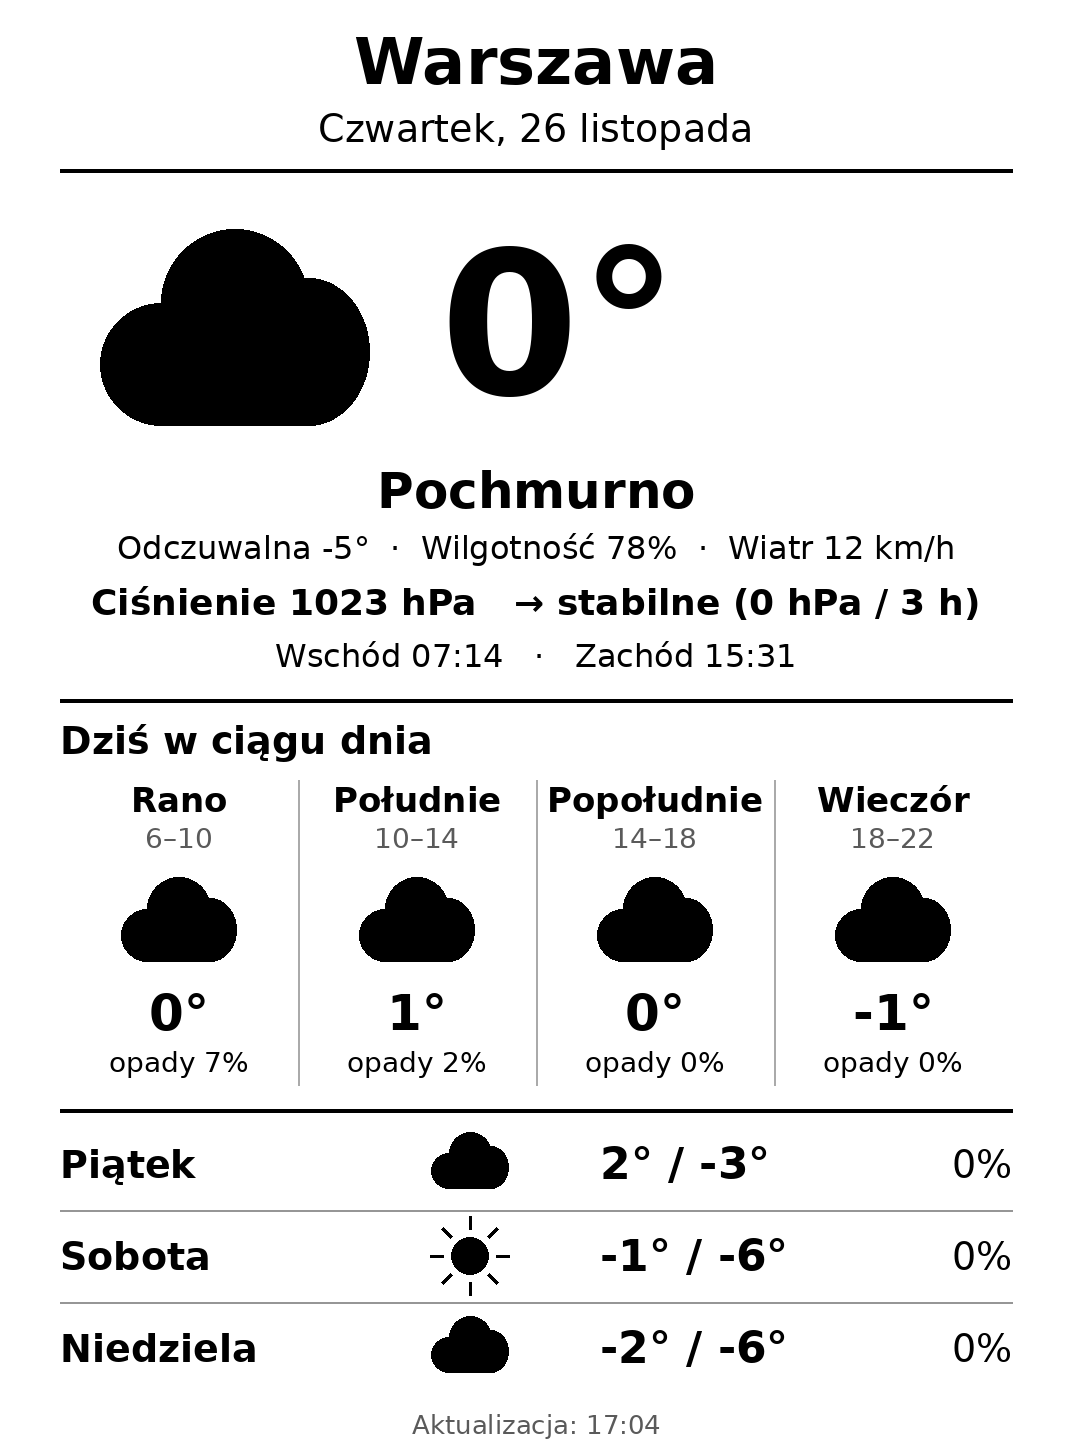 Warszawa
Czwartek, 26 listopada
0°
Pochmurno
Odczuwalna -5° · Wilgotność 78% · Wiatr 12 km/h
Ciśnienie 1023 hPa → stabilne (0 hPa / 3 h)
Wschód 07:14 · Zachód 15:31
Dziś w ciągu dnia
Rano Południe Popołudnie Wieczór
6–10 10–14 14–18 18–22
0° 1° 0° -1°
opady 7% opady 2% opady 0% opady 0%
Piątek 2° / -3° 0%
Sobota -1° / -6° 0%
Niedziela -2° / -6° 0%
Aktualizacja: 17:04